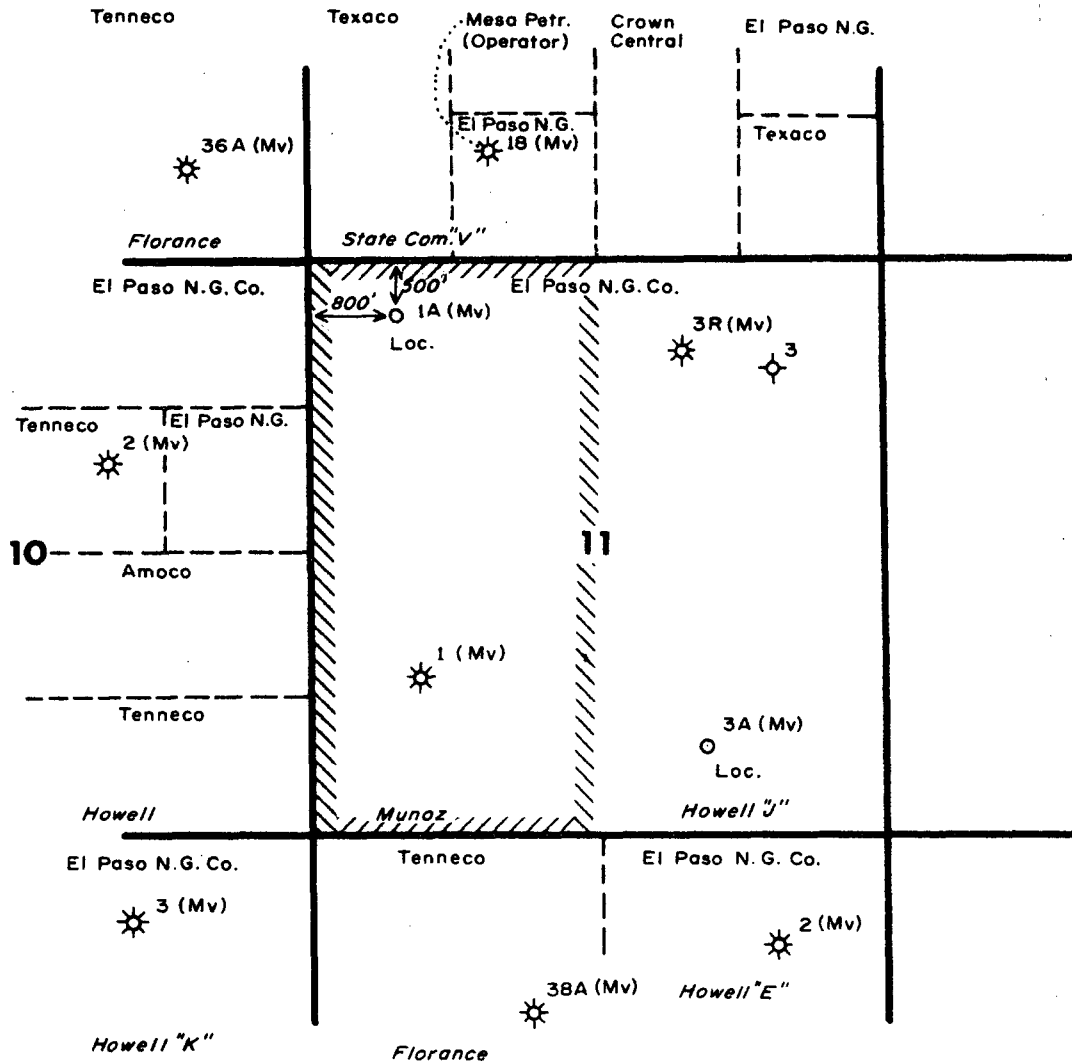 Tenneco
Texaco
Mesa Petr.
(Operator)
Crown
Central
El Paso N.G.
El Paso N.G.
Texaco
36A (Mv)
18 (Mv)
Florance
State Com."V"
El Paso N.G. Co.
500'
El Paso N.G. Co.
800'
1A (Mv)
Loc.
3R (Mv)
3
Tenneco
El Paso N.G.
2 (Mv)
10
11
Amoco
1 (Mv)
Tenneco
3A (Mv)
Loc.
Howell
Munoz
Howell "J"
El Paso N.G. Co.
Tenneco
El Paso N.G. Co.
3 (Mv)
2 (Mv)
38A (Mv)
Howell "E"
Howell "K"
Florance